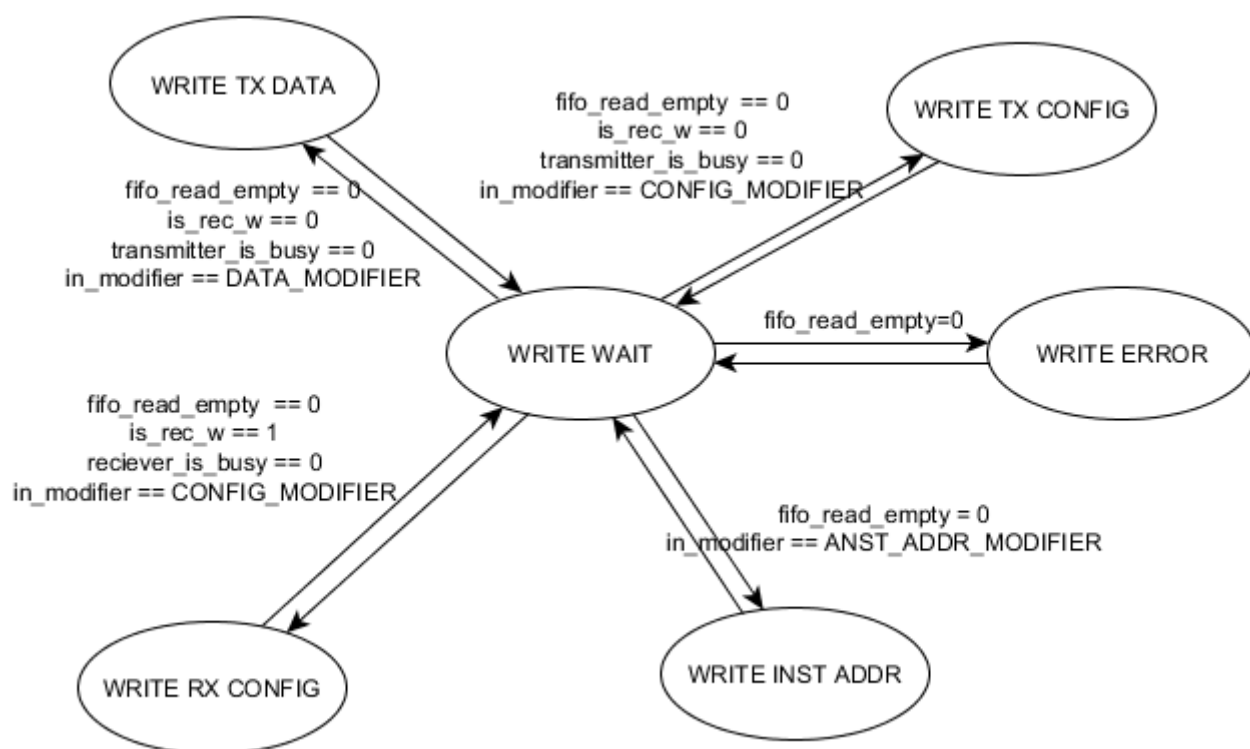 WRITE TX DATA
fifo_read_empty == 0
is_rec_w == 0
transmitter_is_busy == 0
in_modifier == CONFIG_MODIFIER
WRITE TX CONFIG
fifo_read_empty == 0
is_rec_w == 0
transmitter_is_busy == 0
in_modifier == DATA_MODIFIER
WRITE WAIT
fifo_read_empty=0
WRITE ERROR
fifo_read_empty == 0
is_rec_w == 1
reciever_is_busy == 0
in_modifier == CONFIG_MODIFIER
fifo_read_empty = 0
in_modifier == ANST_ADDR_MODIFIER
WRITE RX CONFIG
WRITE INST ADDR